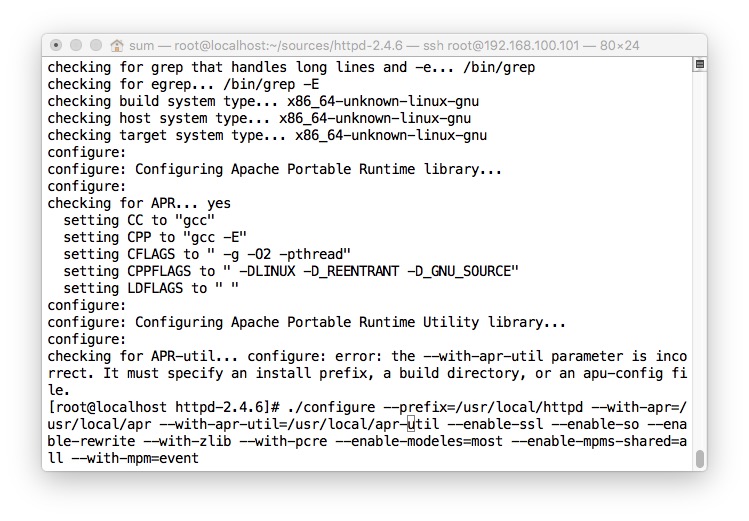 sum — root@localhost:~/sources/httpd-2.4.6 — ssh root@192.168.100.101 — 80×24
checking for grep that handles long lines and -e... /bin/grep
checking for egrep... /bin/grep -E
checking build system type... x86_64-unknown-linux-gnu
checking host system type... x86_64-unknown-linux-gnu
checking target system type... x86_64-unknown-linux-gnu
configure:
configure: Configuring Apache Portable Runtime library...
configure:
checking for APR... yes
  setting CC to "gcc"
  setting CPP to "gcc -E"
  setting CFLAGS to " -g -O2 -pthread"
  setting CPPFLAGS to " -DLINUX -D_REENTRANT -D_GNU_SOURCE"
  setting LDFLAGS to " "
configure:
configure: Configuring Apache Portable Runtime Utility library...
configure:
checking for APR-util... configure: error: the --with-apr-util parameter is inco
rrect. It must specify an install prefix, a build directory, or an apu-config fi
le.
[root@localhost httpd-2.4.6]# ./configure --prefix=/usr/local/httpd --with-apr=/
usr/local/apr --with-apr-util=/usr/local/apr-util --enable-ssl --enable-so --ena
ble-rewrite --with-zlib --with-pcre --enable-modeles=most --enable-mpms-shared=a
ll --with-mpm=event